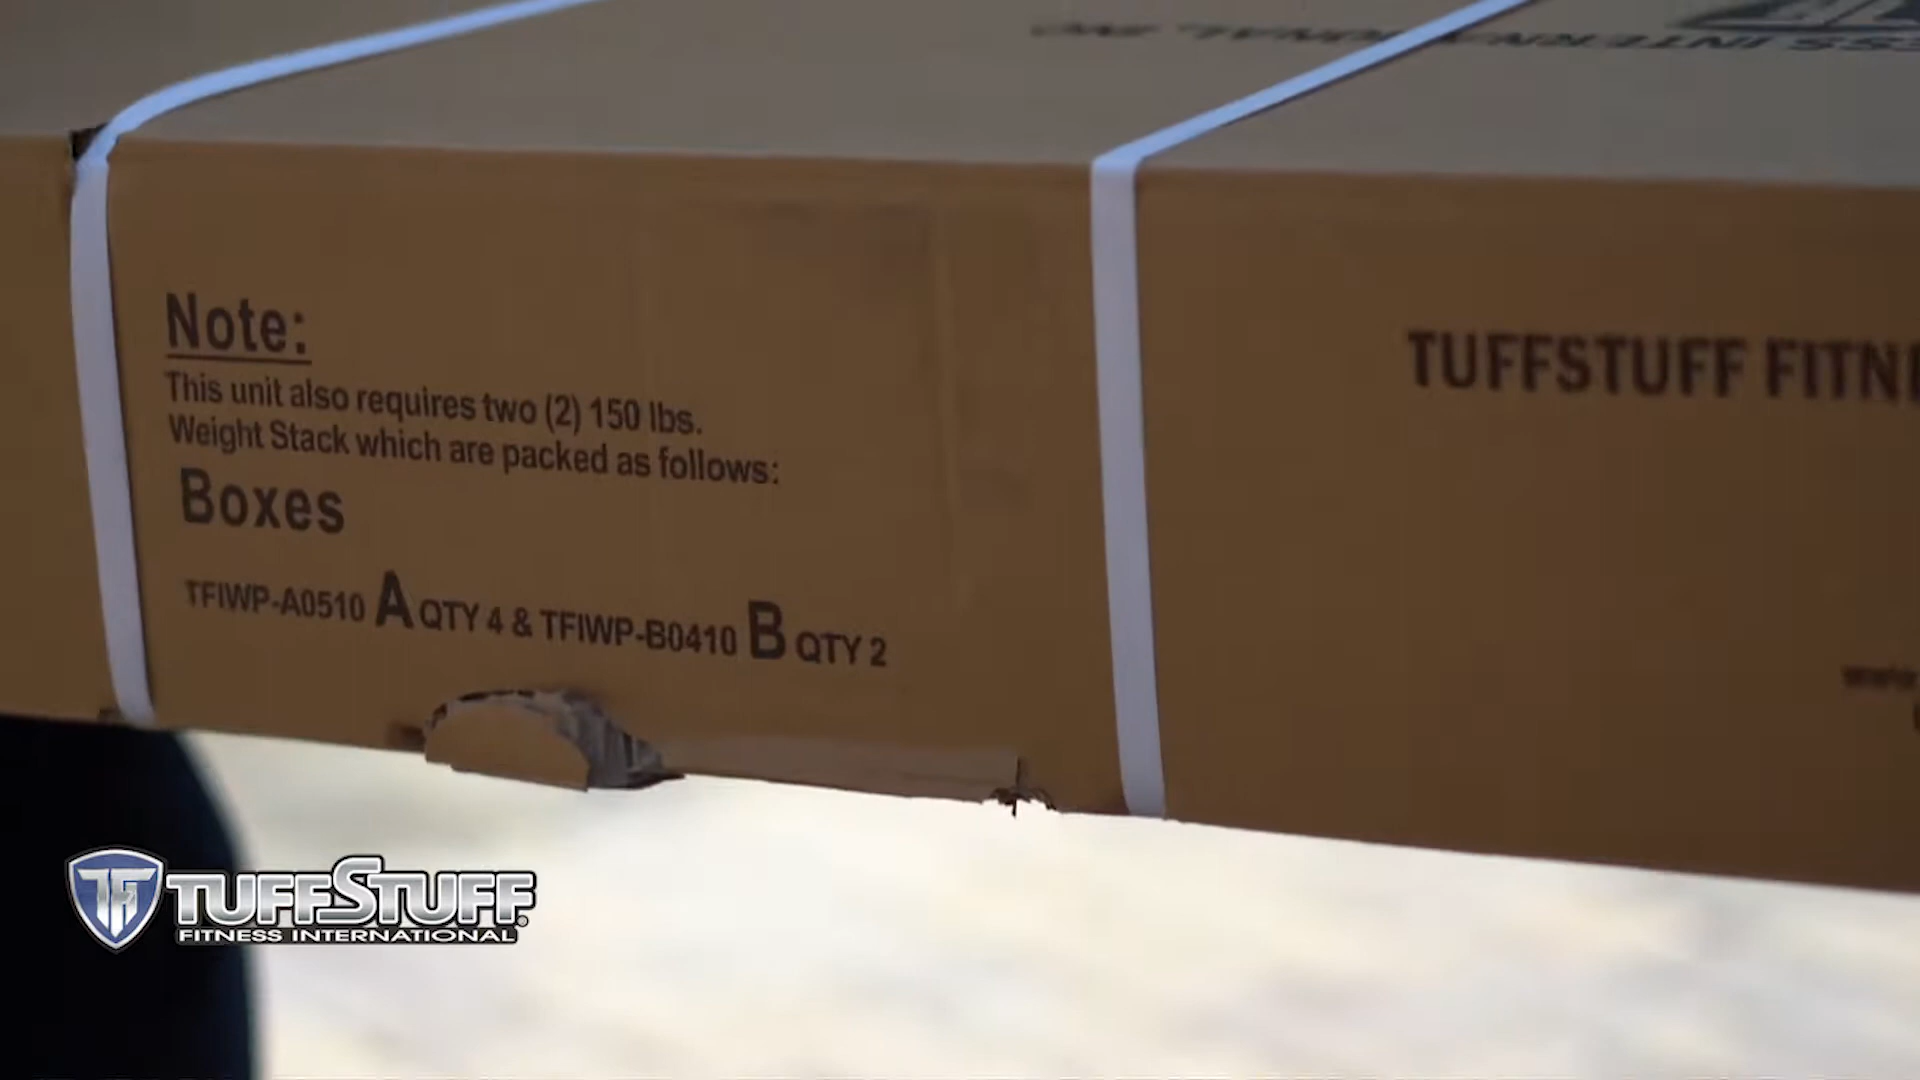 Note:
This unit also requires two (2) 150 lbs.
Weight Stack which are packed as follows:
Boxes
TFIWP-A0510 A QTY 4 & TFIWP-B0410 B QTY 2
TUFFSTUFF FITN
TF TUFFSTUFF®
FITNESS INTERNATIONAL